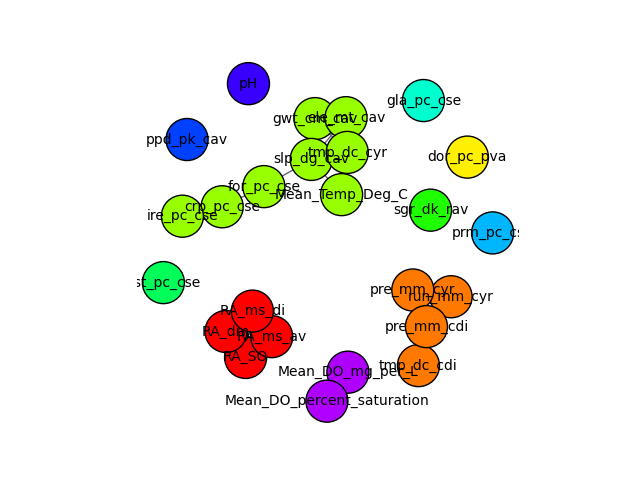 pH
gla_pc_cse
gwt_cm_cav
ele_mt_cav
ppd_pk_cav
slp_dg_cav
tmp_dc_cyr
dor_pc_pva
for_pc_cse
Mean_Temp_Deg_C
ire_pc_cse
crp_pc_cse
sgr_dk_rav
prm_pc_cs
st_pc_cse
pre_mm_cyr
run_mm_cyr
RA_ms_di
pre_mm_cdi
RA_ms_av
RA_SO
tmp_dc_cdi
Mean_DO_mg_per_L
Mean_DO_percent_saturation